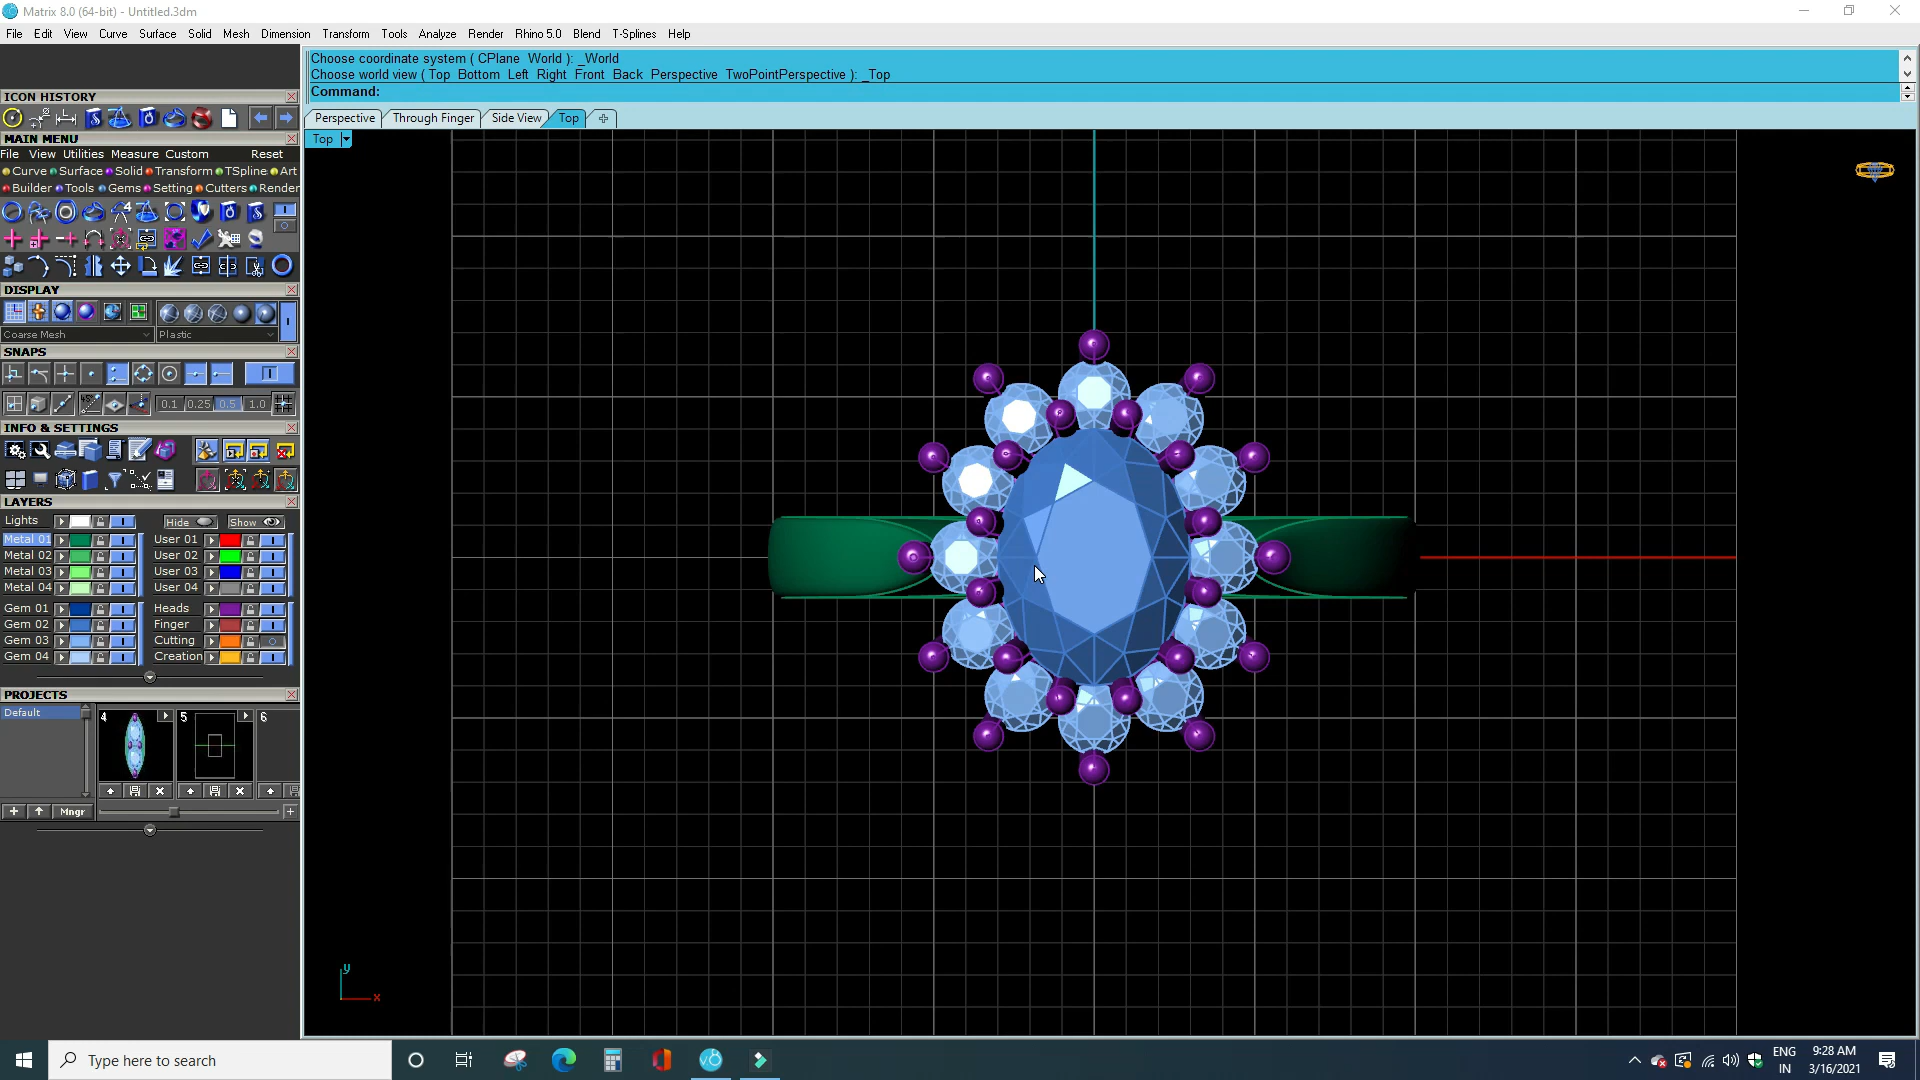 Matrix 8.0 (64-bit) - Untitled.3dm
File Edit View Curve Surface Solid Mesh Dimension Transform Tools Analyze Render Rhino 5.0 Blend T-Splines Help
Choose coordinate system ( CPlane World ): _World
Choose world view ( Top Bottom Left Right Front Back Perspective TwoPointPerspective ): _Top
Command:
Perspective Through Finger Side View Top
Top
ICON HISTORY
MAIN MENU
File View Utilities Measure Custom Reset
Curve Surface Solid Transform TSpline Art
Builder Tools Gems Setting Cutters Render
DISPLAY
Coarse Mesh Plastic
SNAPS
0.1 0.25 0.5 1.0
INFO & SETTINGS
LAYERS
Lights Hide Show
Metal 01 User 01
Metal 02 User 02
Metal 03 User 03
Metal 04 User 04
Gem 01 Heads
Gem 02 Finger
Gem 03 Cutting
Gem 04 Creation
PROJECTS
Default 4 5 6
Mngr
y
x
Type here to search
ENG
IN
9:28 AM
3/16/2021